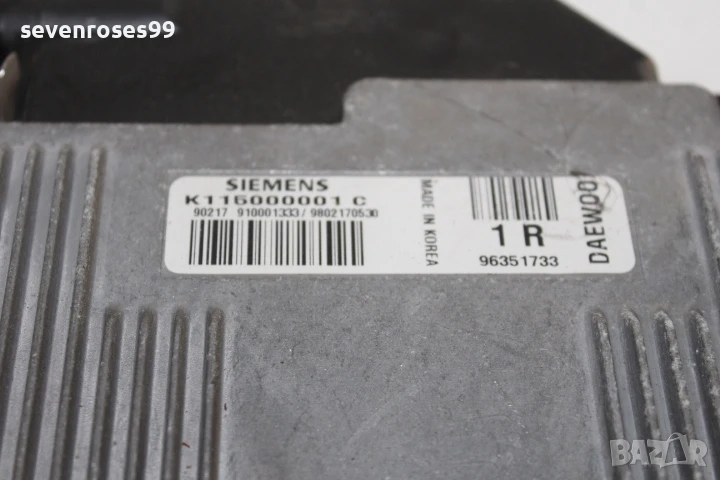 sevenroses99
SIEMENS
K115000001 C
90217 910001333 / 9802170530
MADE IN KOREA
1 R
96351733
DAEWOO
BAZAR